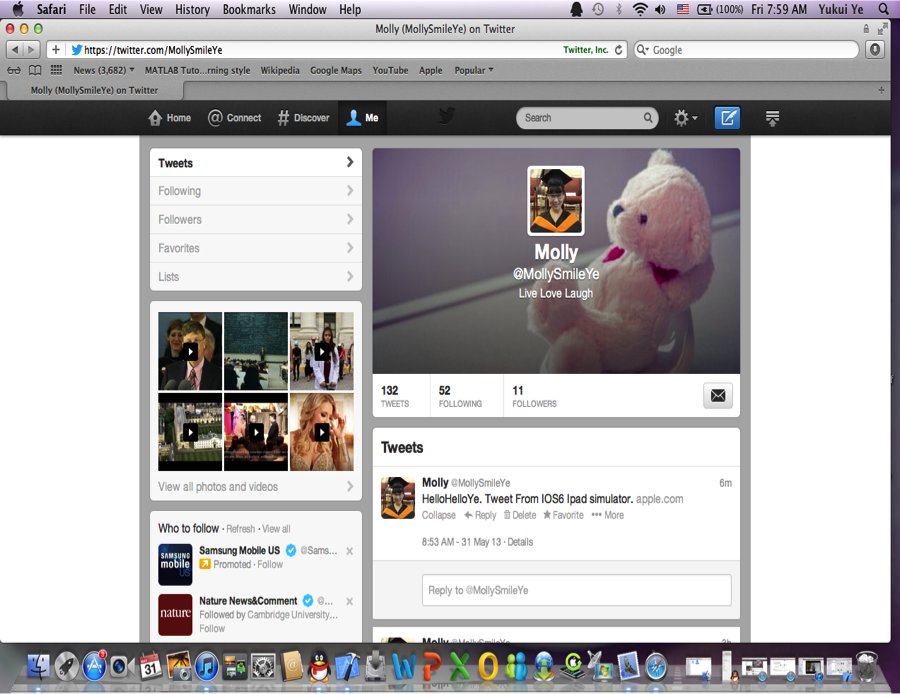 Safari File Edit View History Bookmarks Window Help (100%) Fri 7:59 AM Yukui Ye
Molly (MollySmileYe) on Twitter
https://twitter.com/MollySmileYe Twitter, Inc. Google
News (3,682) MATLAB Tuto...rning style Wikipedia Google Maps YouTube Apple Popular
Molly (MollySmileYe) on Twitter
Home Connect Discover Me Search
Tweets
Following
Followers
Favorites
Lists
View all photos and videos
Who to follow · Refresh · View all
Samsung Mobile US @Sams...
Promoted · Follow
SAMSUNG
mobile
US
Nature News&Comment @...
Followed by Cambridge University...
Follow
nature
Molly
@MollySmileYe
Live Love Laugh
132 52 11
TWEETS FOLLOWING FOLLOWERS
Tweets
Molly @MollySmileYe 6m
HelloHelloYe. Tweet From IOS6 Ipad simulator. apple.com
Collapse Reply Delete Favorite More
8:53 AM - 31 May 13 · Details
Reply to @MollySmileYe
Molly @MollySmileYe
31